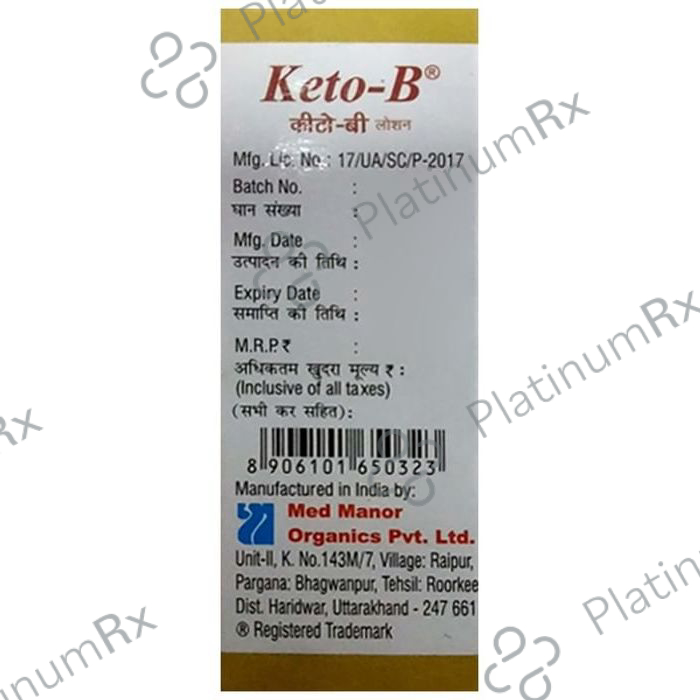 Keto-B®
कीटो-बी लोशन
Mfg. Lic. No : 17/UA/SC/P-2017
Batch No. :
घान संख्या :
Mfg. Date :
उत्पादन की तिथि :
Expiry Date :
समाप्ति की तिथि :
M.R.P.₹ :
अधिकतम खुदरा मूल्य ₹ :
(Inclusive of all taxes)
(सभी कर सहित):
8 906101 650323
Manufactured in India by:
Med Manor
Organics Pvt. Ltd.
Unit-II, K. No.143M/7, Village: Raipur,
Pargana: Bhagwanpur, Tehsil: Roorkee
Dist. Haridwar, Uttarakhand - 247 661
® Registered Trademark
PlatinumRx
PlatinumRx
PlatinumRx
PlatinumRx